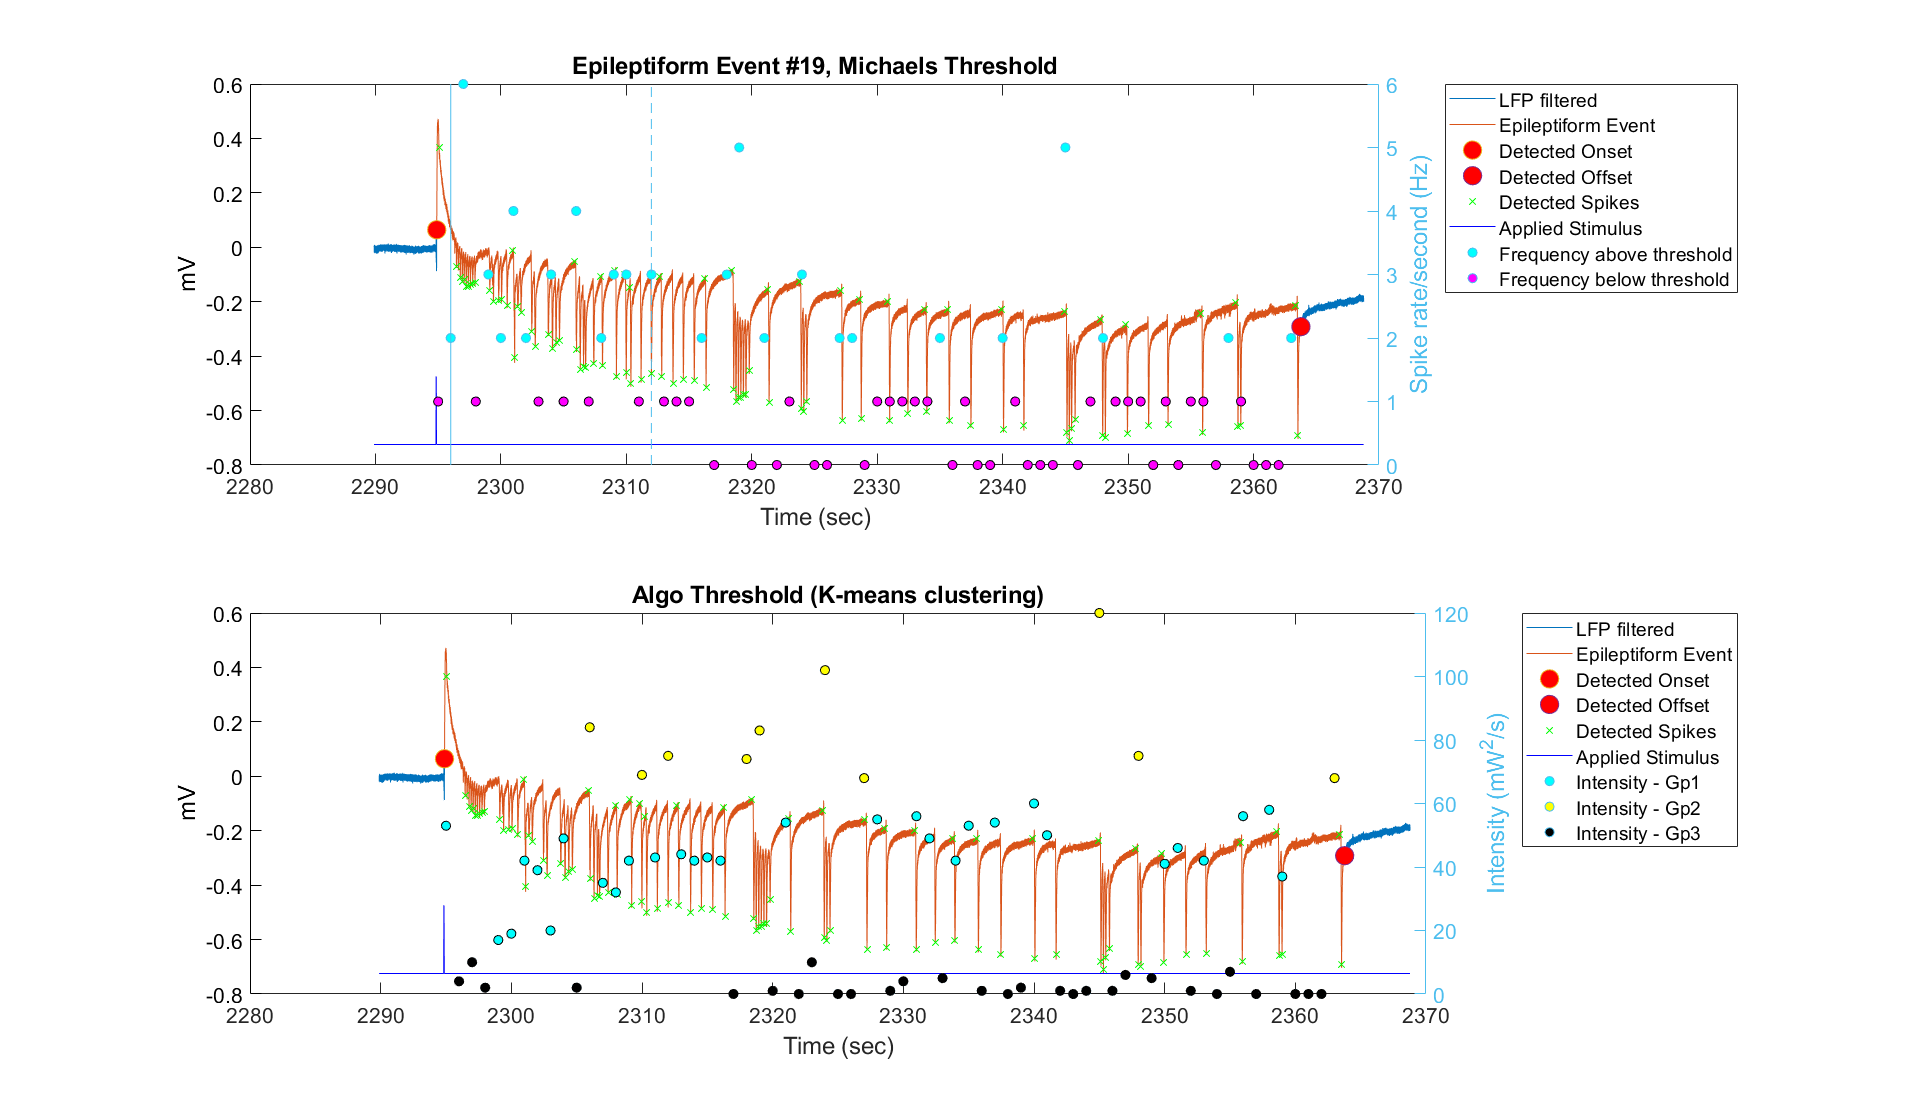 Epileptiform Event #19, Michaels Threshold
0.6
0.4
0.2
0
-0.2
-0.4
-0.6
-0.8
mV
2280
2290
2300
2310
2320
2330
2340
2350
2360
2370
Time (sec)
6
5
4
3
2
1
0
Spike rate/second (Hz)
LFP filtered
Epileptiform Event
Detected Onset
Detected Offset
Detected Spikes
Applied Stimulus
Frequency above threshold
Frequency below threshold
Algo Threshold (K-means clustering)
0.6
0.4
0.2
0
-0.2
-0.4
-0.6
-0.8
mV
2280
2290
2300
2310
2320
2330
2340
2350
2360
2370
Time (sec)
120
100
80
60
40
20
0
Intensity (mW²/s)
LFP filtered
Epileptiform Event
Detected Onset
Detected Offset
Detected Spikes
Applied Stimulus
Intensity - Gp1
Intensity - Gp2
Intensity - Gp3